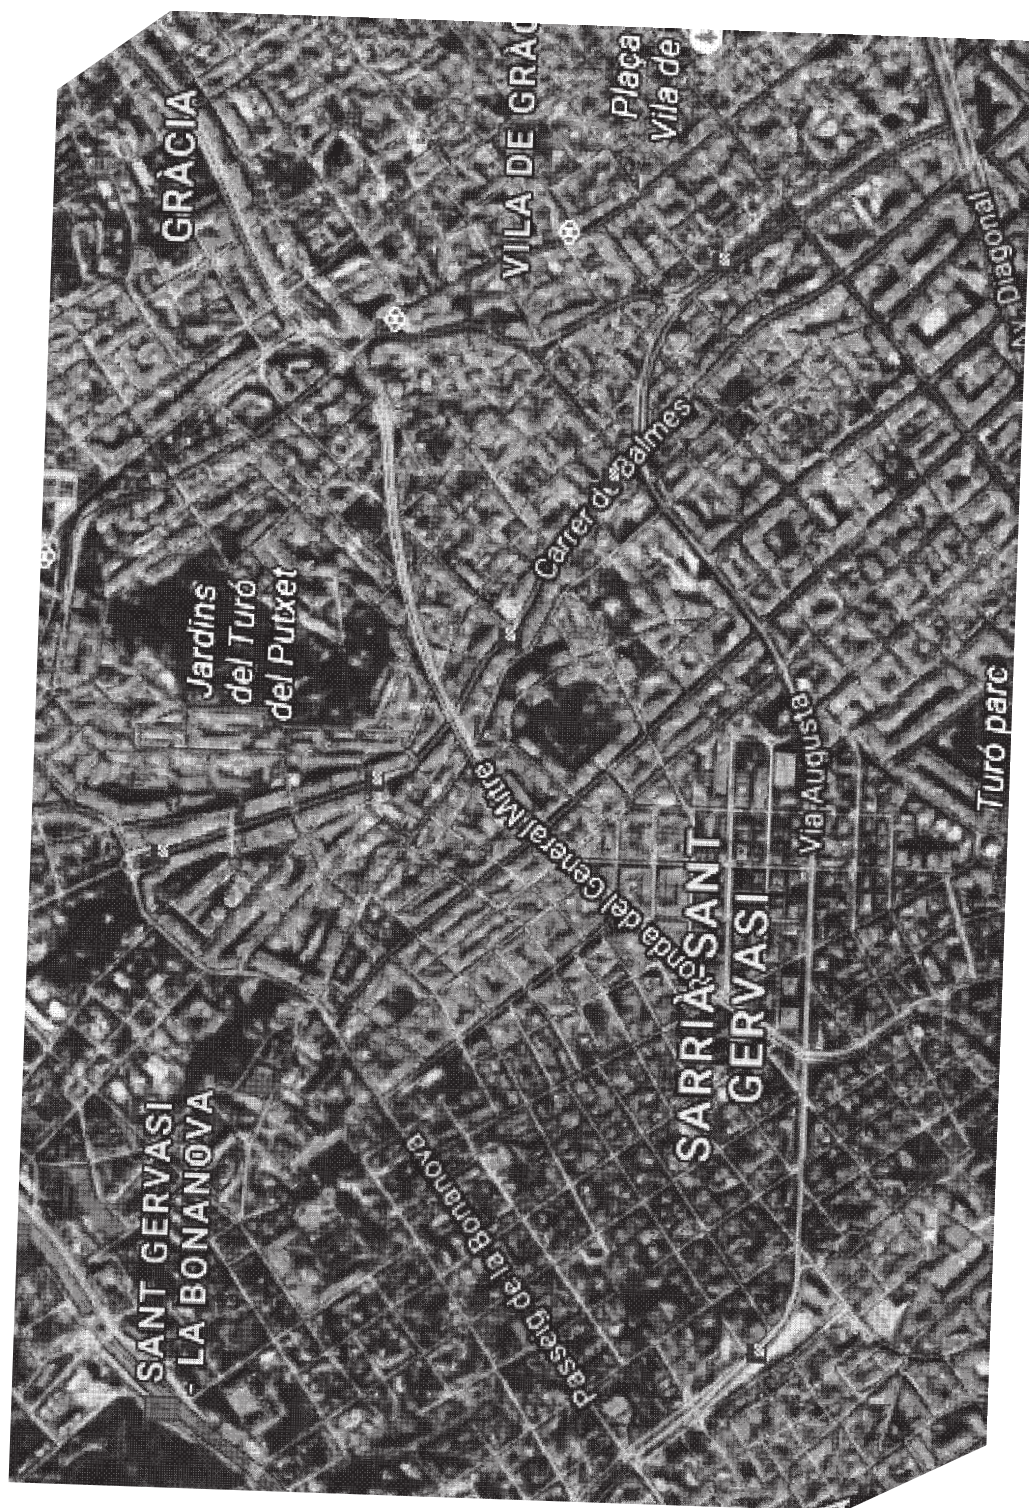 SANT GERVASI
- LA BONANOVA
GRÀCIA
Jardins
del Turó
del Putxet
Passeig de la Bonanova
Ronda del General Mitre
Carrer de Balmes
VILA DE GRÀC
Plaça
Vila de
SARRIÀ-SANT
GERVASI
Via Augusta
Turó parc
Diagonal